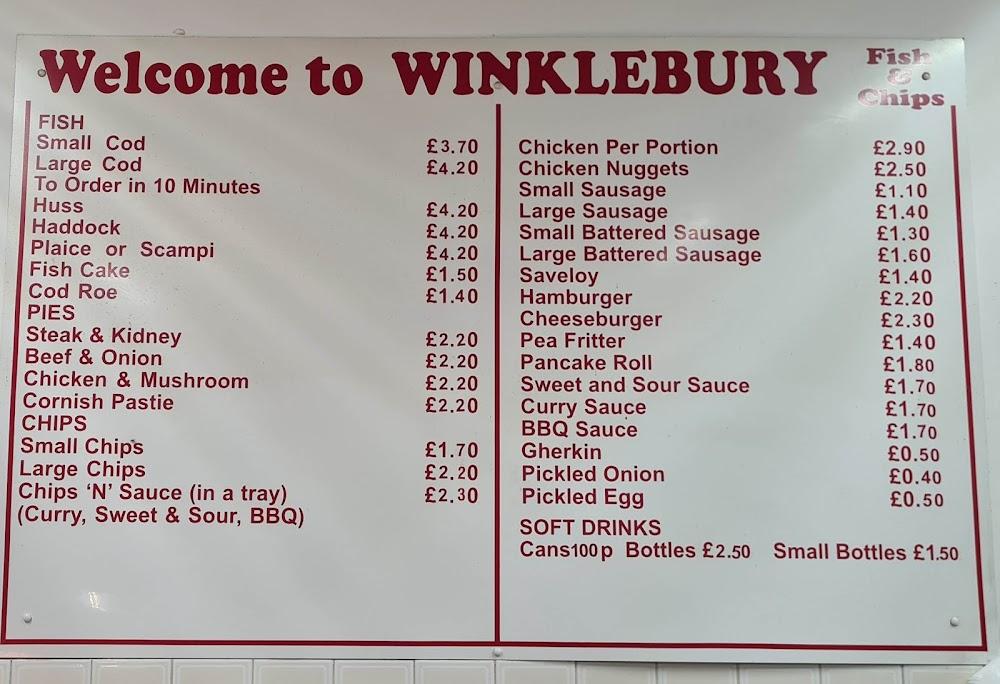 Welcome to WINKLEBURY Fish & Chips
FISH
Small Cod £3.70
Large Cod £4.20
To Order in 10 Minutes
Huss £4.20
Haddock £4.20
Plaice or Scampi £4.20
Fish Cake £1.50
Cod Roe £1.40
PIES
Steak & Kidney £2.20
Beef & Onion £2.20
Chicken & Mushroom £2.20
Cornish Pastie £2.20
CHIPS
Small Chips £1.70
Large Chips £2.20
Chips ‘N’ Sauce (in a tray) £2.30
(Curry, Sweet & Sour, BBQ)
Chicken Per Portion £2.90
Chicken Nuggets £2.50
Small Sausage £1.10
Large Sausage £1.40
Small Battered Sausage £1.30
Large Battered Sausage £1.60
Saveloy £1.40
Hamburger £2.20
Cheeseburger £2.30
Pea Fritter £1.40
Pancake Roll £1.80
Sweet and Sour Sauce £1.70
Curry Sauce £1.70
BBQ Sauce £1.70
Gherkin £0.50
Pickled Onion £0.40
Pickled Egg £0.50
SOFT DRINKS
Cans100p Bottles £2.50 Small Bottles £1.50